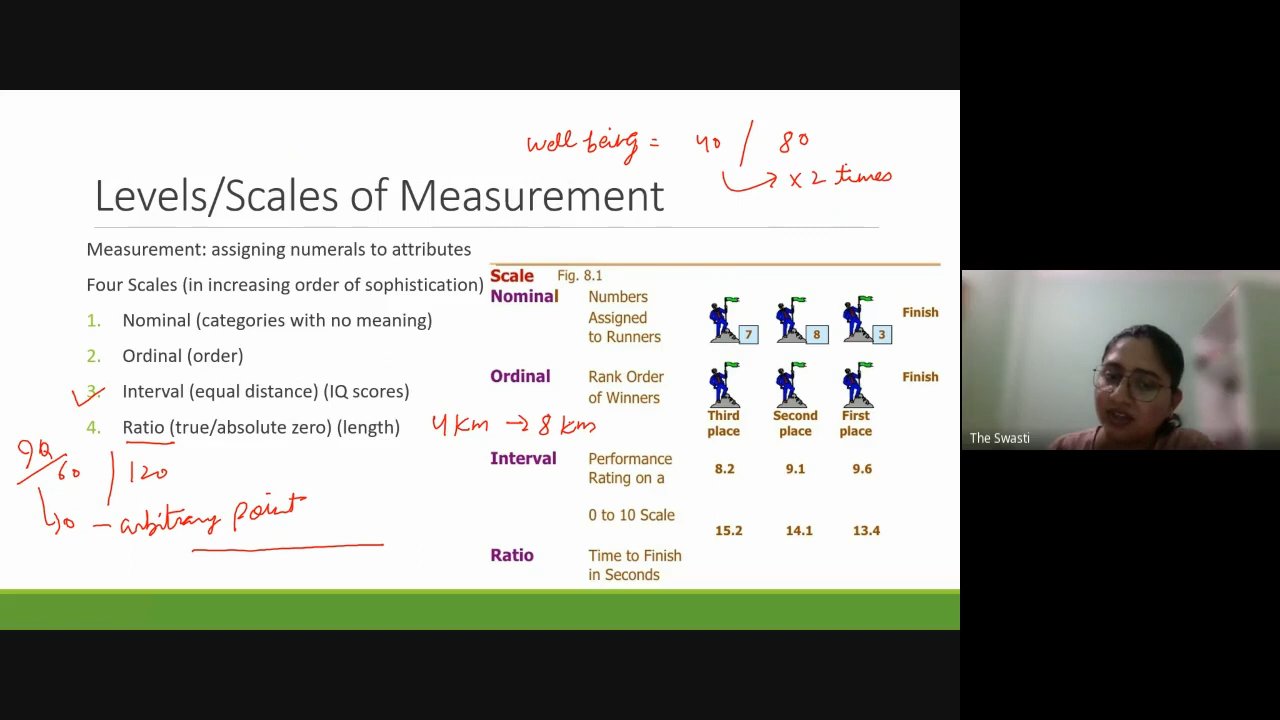 well being = 40 / 80
x 2 times
Levels/Scales of Measurement
Measurement: assigning numerals to attributes
Four Scales (in increasing order of sophistication)
1. Nominal (categories with no meaning)
2. Ordinal (order)
3. Interval (equal distance) (IQ scores)
4. Ratio (true/absolute zero) (length)
4 km → 8 km
60 | 120
0 – arbitrary point
Scale Fig. 8.1
Nominal Numbers
Assigned
to Runners
7 8 3
Finish
Ordinal Rank Order
of Winners
Finish
Third place
Second place
First place
Interval Performance
Rating on a
0 to 10 Scale
8.2 9.1 9.6
15.2 14.1 13.4
Ratio Time to Finish
in Seconds
The Swasti